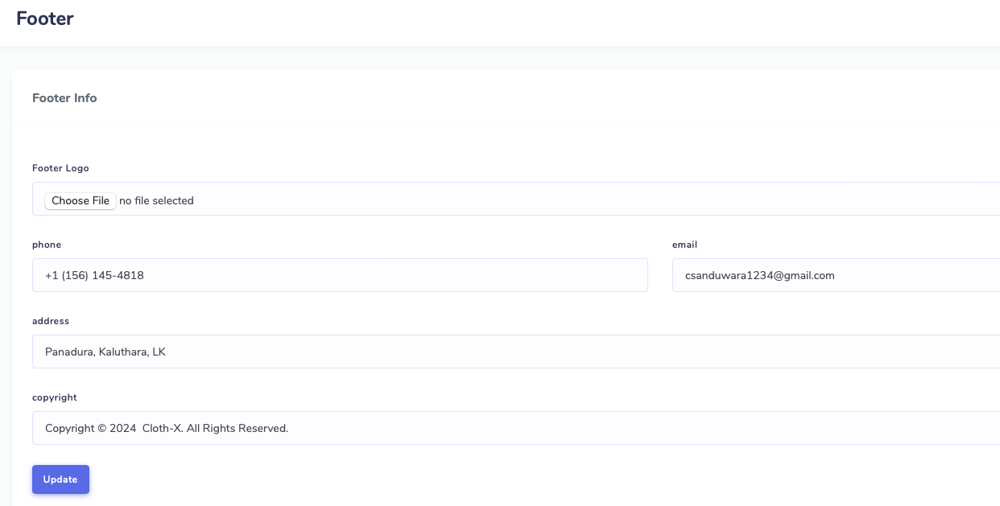 Footer
Footer Info
Footer Logo
Choose File no file selected
phone
email
+1 (156) 145-4818
csanduwara1234@gmail.com
address
Panadura, Kaluthara, LK
copyright
Copyright © 2024  Cloth-X. All Rights Reserved.
Update